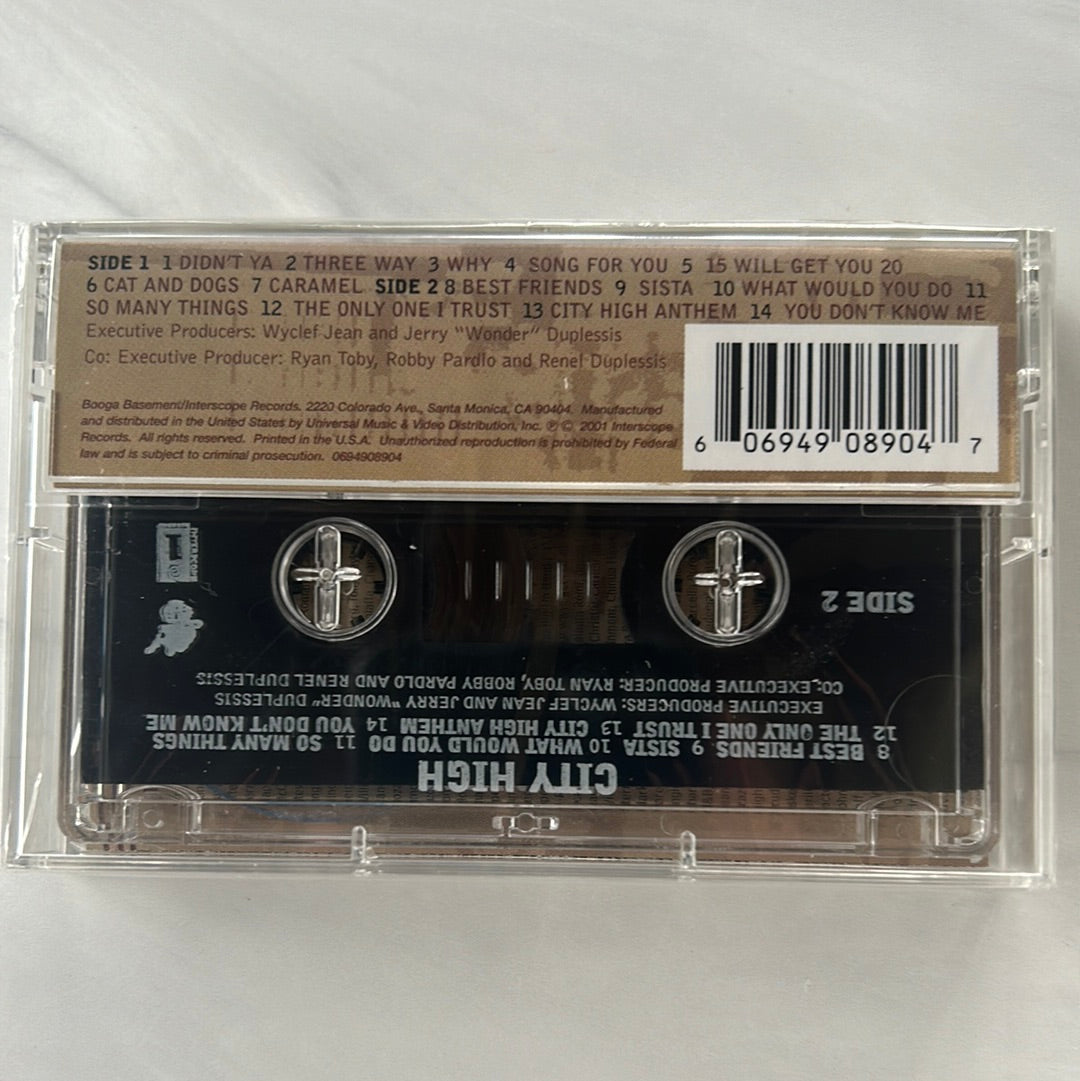 SIDE 1 1 DIDN'T YA 2 THREE WAY 3 WHY 4 SONG FOR YOU 5 15 WILL GET YOU 20
6 CAT AND DOGS 7 CARAMEL SIDE 2 8 BEST FRIENDS 9 SISTA 10 WHAT WOULD YOU DO 11
SO MANY THINGS 12 THE ONLY ONE I TRUST 13 CITY HIGH ANTHEM 14 YOU DON'T KNOW ME
Executive Producers: Wyclef Jean and Jerry "Wonder" Duplessis
Co: Executive Producer: Ryan Toby, Robby Pardlo and Renel Duplessis
Booga Basement/Interscope Records. 2220 Colorado Ave., Santa Monica, CA 90404. Manufactured
and distributed in the United States by Universal Music & Video Distribution, Inc. ℗ © 2001 Interscope
Records. All rights reserved. Printed in the U.S.A. Unauthorized reproduction is prohibited by Federal
law and is subject to criminal prosecution. 0694908904
6 06949 08904 7
CITY HIGH
8 BEST FRIENDS 9 SISTA 10 WHAT WOULD YOU DO 11 SO MANY THINGS
12 THE ONLY ONE I TRUST 13 CITY HIGH ANTHEM 14 YOU DON'T KNOW ME
EXECUTIVE PRODUCERS: WYCLEF JEAN AND JERRY "WONDER" DUPLESSIS
CO: EXECUTIVE PRODUCER: RYAN TOBY, ROBBY PARDLO AND RENEL DUPLESSIS
SIDE 2